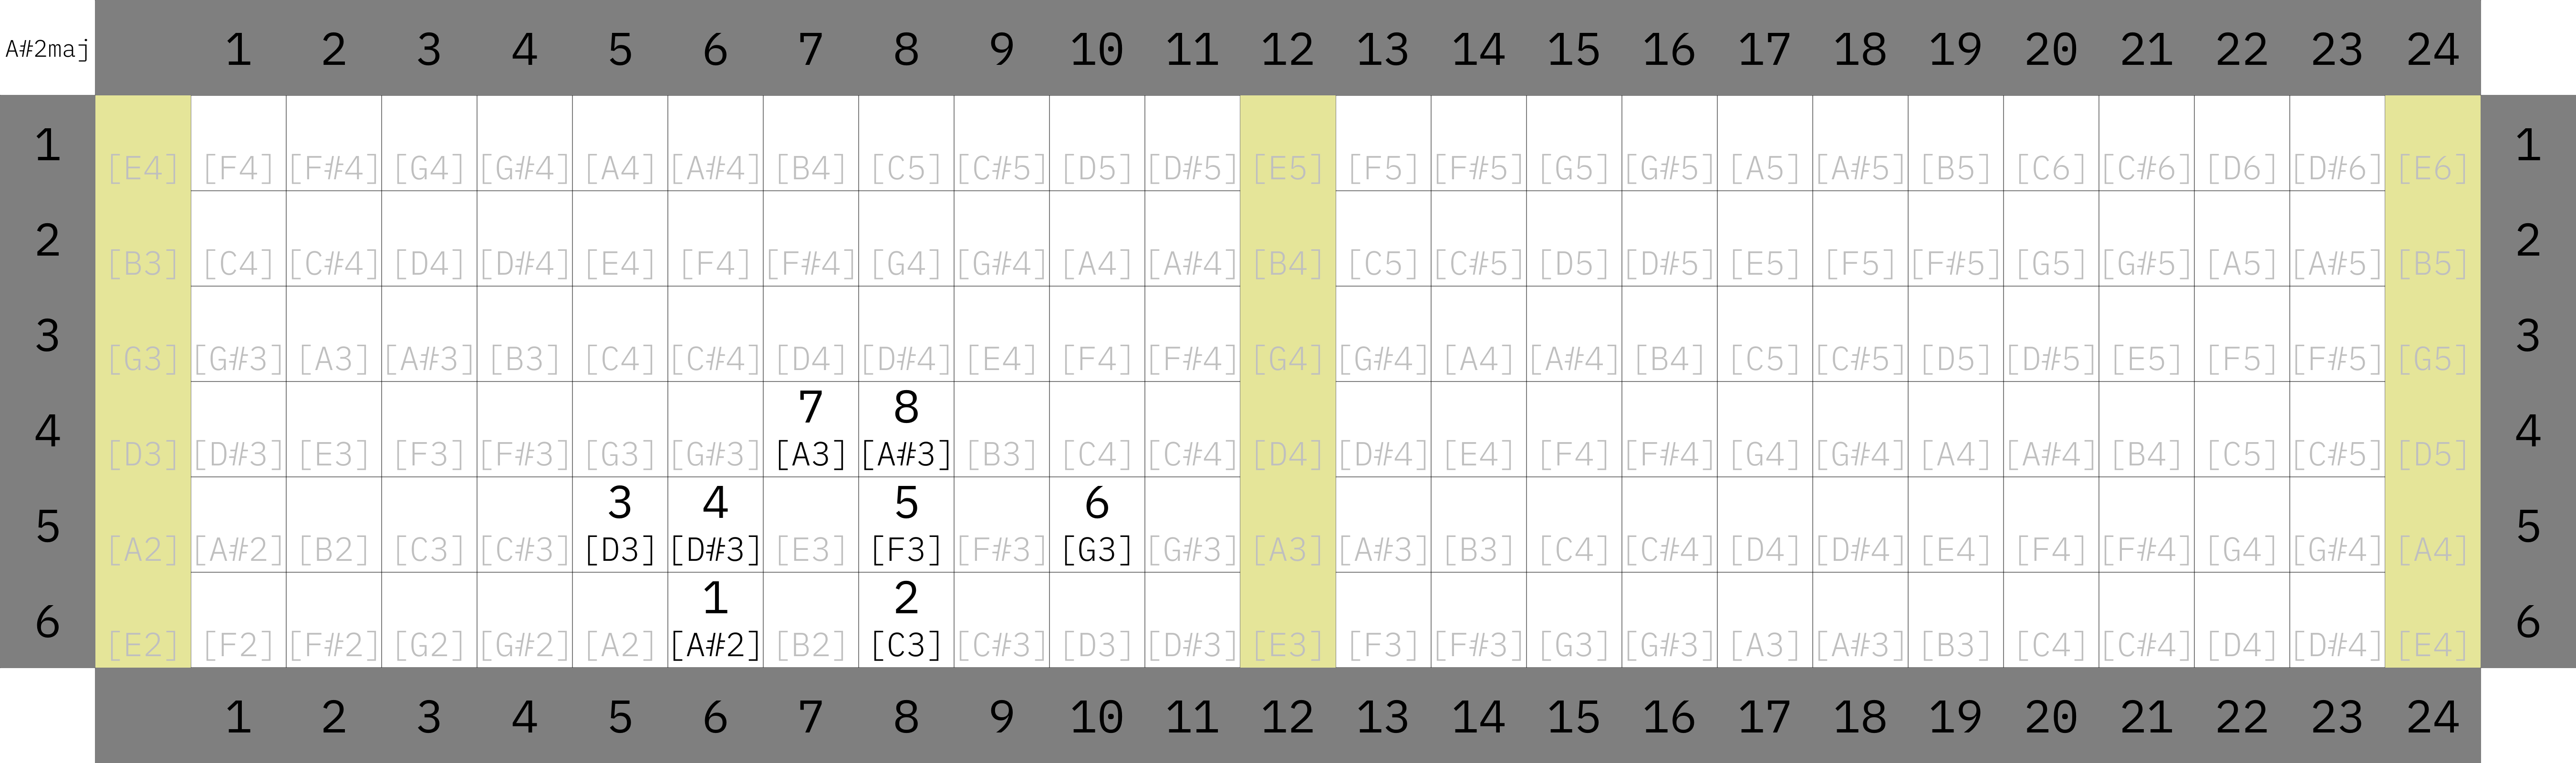 A#2maj 1 2 3 4 5 6 7 8 9 10 11 12 13 14 15 16 17 18 19 20 21 22 23 24
1 [E4] [F4] [F#4] [G4] [G#4] [A4] [A#4] [B4] [C5] [C#5] [D5] [D#5] [E5] [F5] [F#5] [G5] [G#5] [A5] [A#5] [B5] [C6] [C#6] [D6] [D#6] [E6] 1
2 [B3] [C4] [C#4] [D4] [D#4] [E4] [F4] [F#4] [G4] [G#4] [A4] [A#4] [B4] [C5] [C#5] [D5] [D#5] [E5] [F5] [F#5] [G5] [G#5] [A5] [A#5] [B5] 2
3 [G3] [G#3] [A3] [A#3] [B3] [C4] [C#4] [D4] [D#4] [E4] [F4] [F#4] [G4] [G#4] [A4] [A#4] [B4] [C5] [C#5] [D5] [D#5] [E5] [F5] [F#5] [G5] 3
7 8
4 [D3] [D#3] [E3] [F3] [F#3] [G3] [G#3] [A3] [A#3] [B3] [C4] [C#4] [D4] [D#4] [E4] [F4] [F#4] [G4] [G#4] [A4] [A#4] [B4] [C5] [C#5] [D5] 4
3 4 5 6
5 [A2] [A#2] [B2] [C3] [C#3] [D3] [D#3] [E3] [F3] [F#3] [G3] [G#3] [A3] [A#3] [B3] [C4] [C#4] [D4] [D#4] [E4] [F4] [F#4] [G4] [G#4] [A4] 5
1 2
6 [E2] [F2] [F#2] [G2] [G#2] [A2] [A#2] [B2] [C3] [C#3] [D3] [D#3] [E3] [F3] [F#3] [G3] [G#3] [A3] [A#3] [B3] [C4] [C#4] [D4] [D#4] [E4] 6
1 2 3 4 5 6 7 8 9 10 11 12 13 14 15 16 17 18 19 20 21 22 23 24